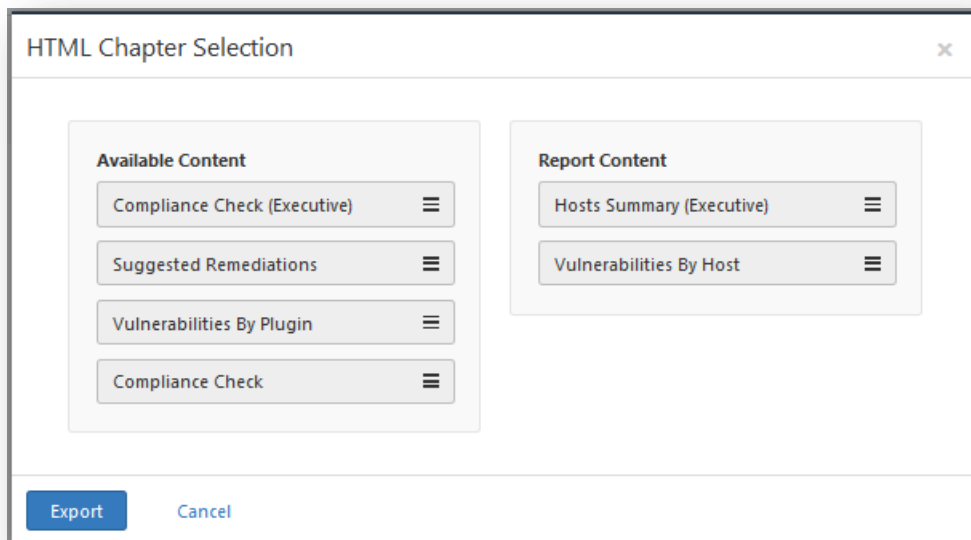 HTML Chapter Selection
×
Available Content
Compliance Check (Executive)
Suggested Remediations
Vulnerabilities By Plugin
Compliance Check
Report Content
Hosts Summary (Executive)
Vulnerabilities By Host
Export
Cancel